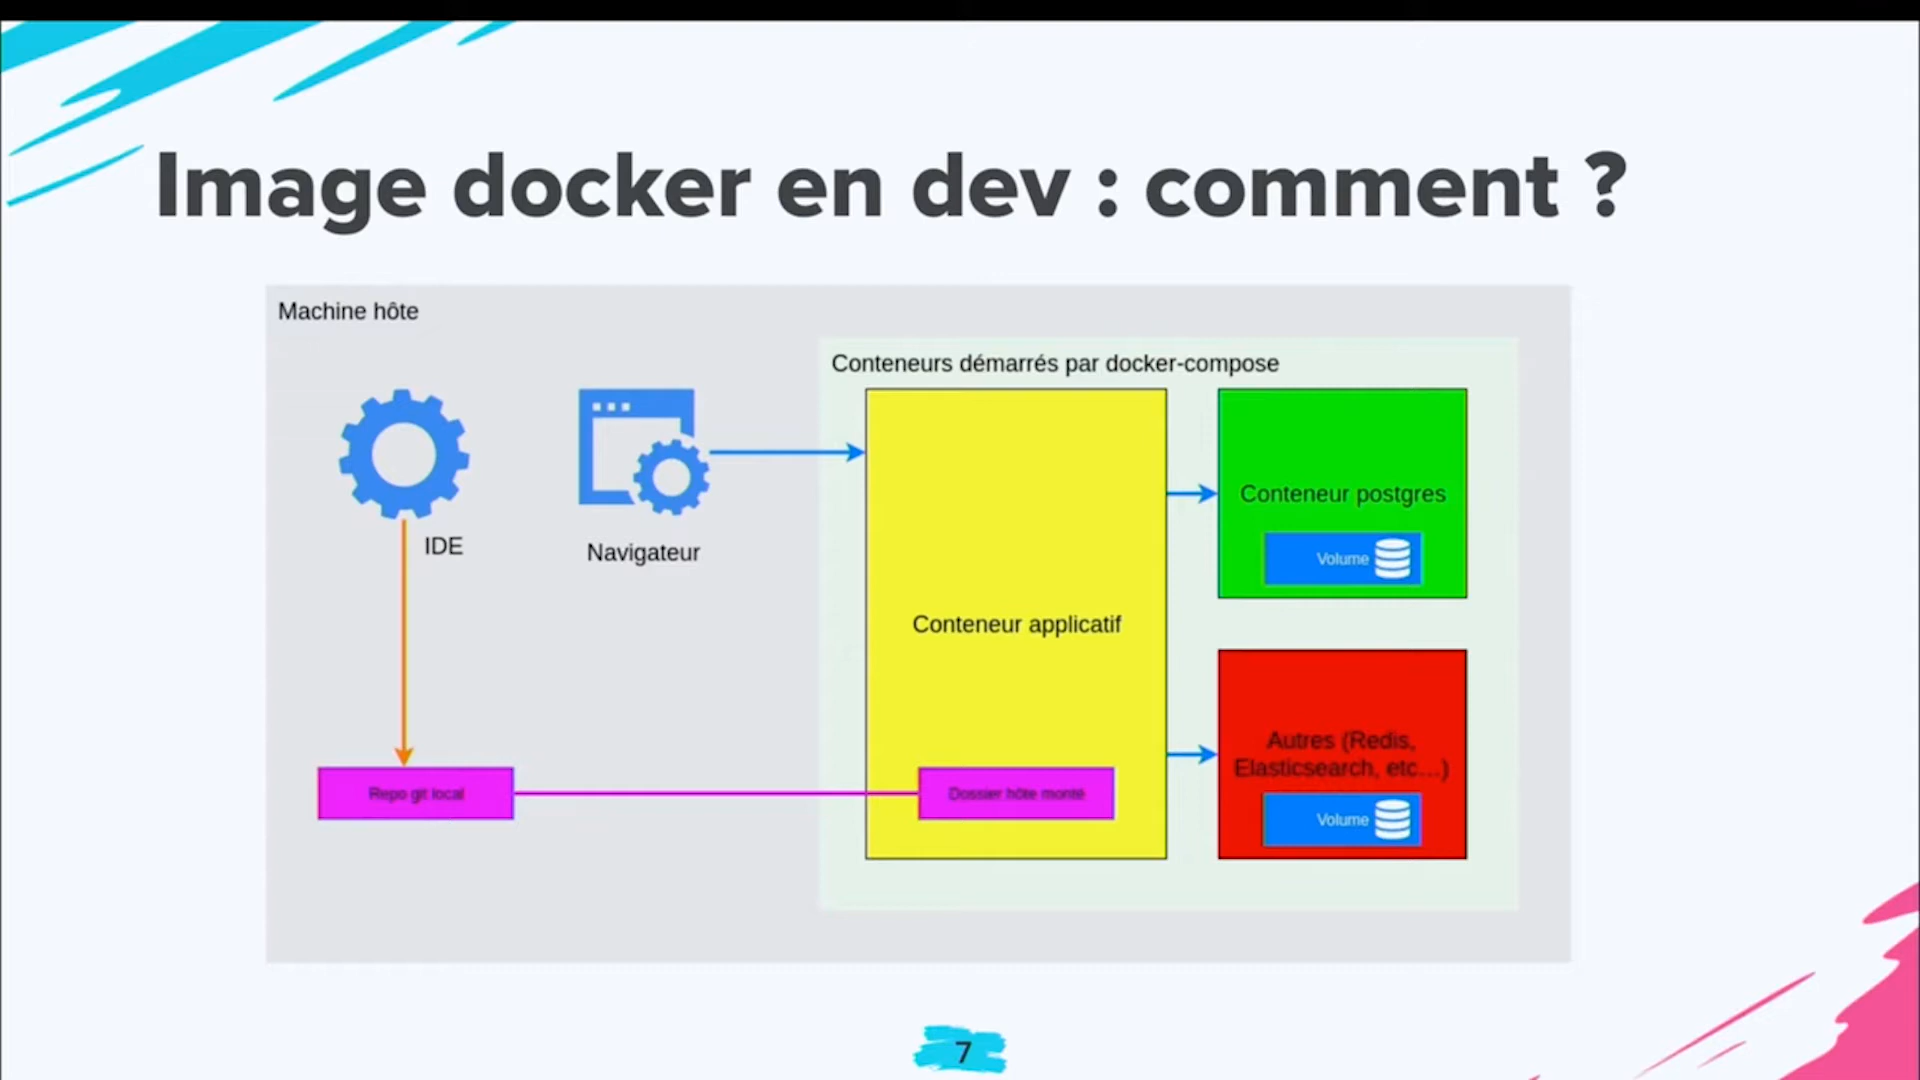 Image docker en dev : comment ?
Machine hôte
Conteneurs démarrés par docker-compose
IDE
Navigateur
Conteneur applicatif
Conteneur postgres
Volume
Autres (Redis,
Elasticsearch, etc...)
Volume
Repo git local
Dossier hôte monté
7